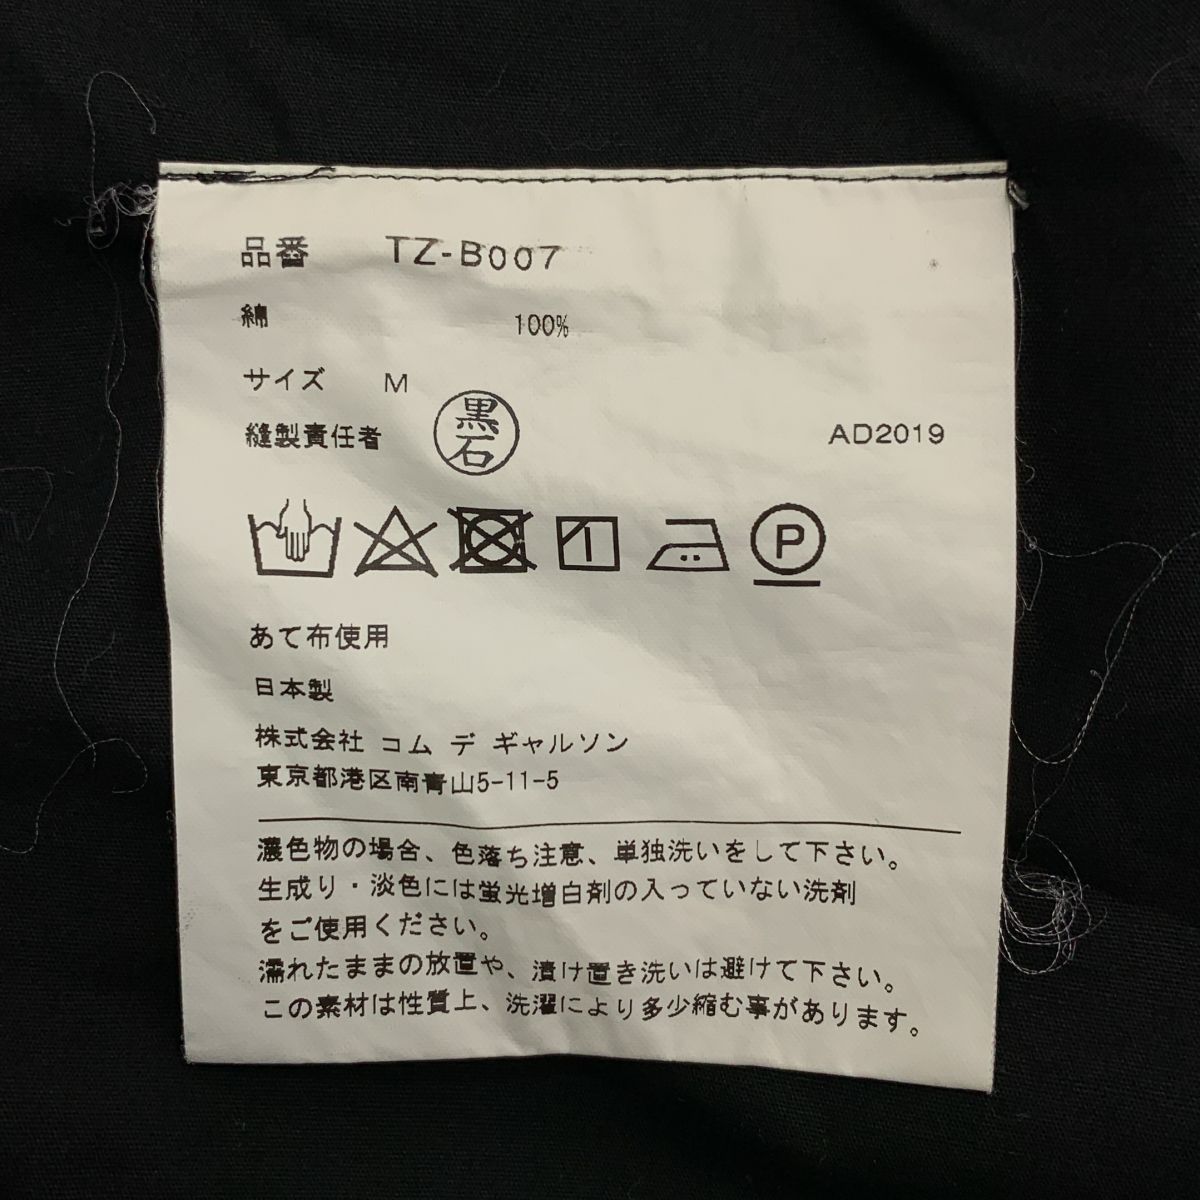 品番 TZ-B007
綿 100%
サイズ M
縫製責任者 黒石 AD2019
P
あて布使用
日本製
株式会社 コム デ ギャルソン
東京都港区南青山5-11-5
濃色物の場合、色落ち注意、単独洗いをして下さい。
生成り・淡色には蛍光増白剤の入っていない洗剤
をご使用ください。
濡れたままの放置や、漬け置き洗いは避けて下さい。
この素材は性質上、洗濯により多少縮む事があります。